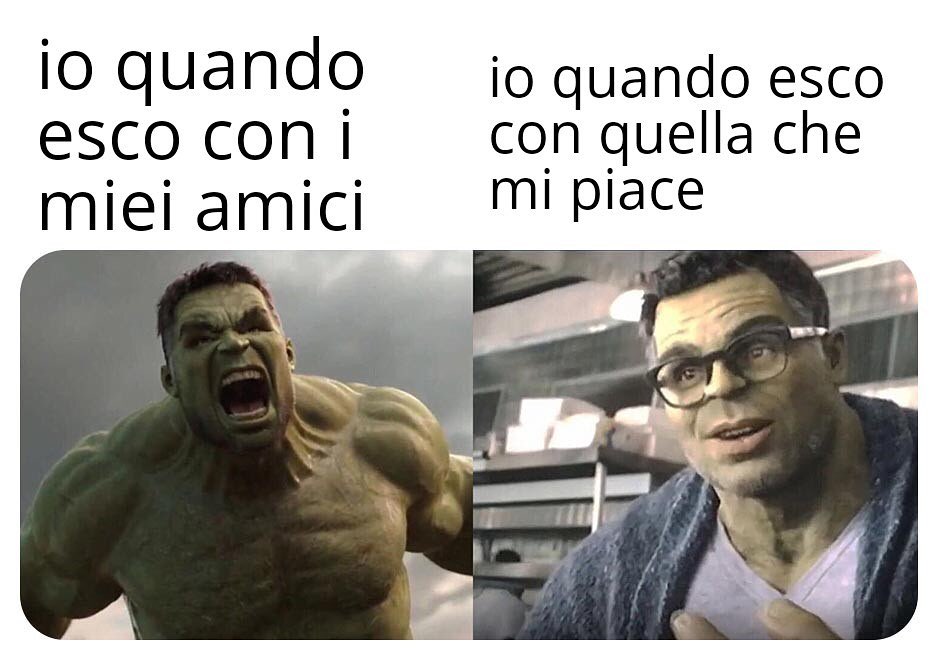 io quando
esco con i
miei amici
io quando esco
con quella che
mi piace